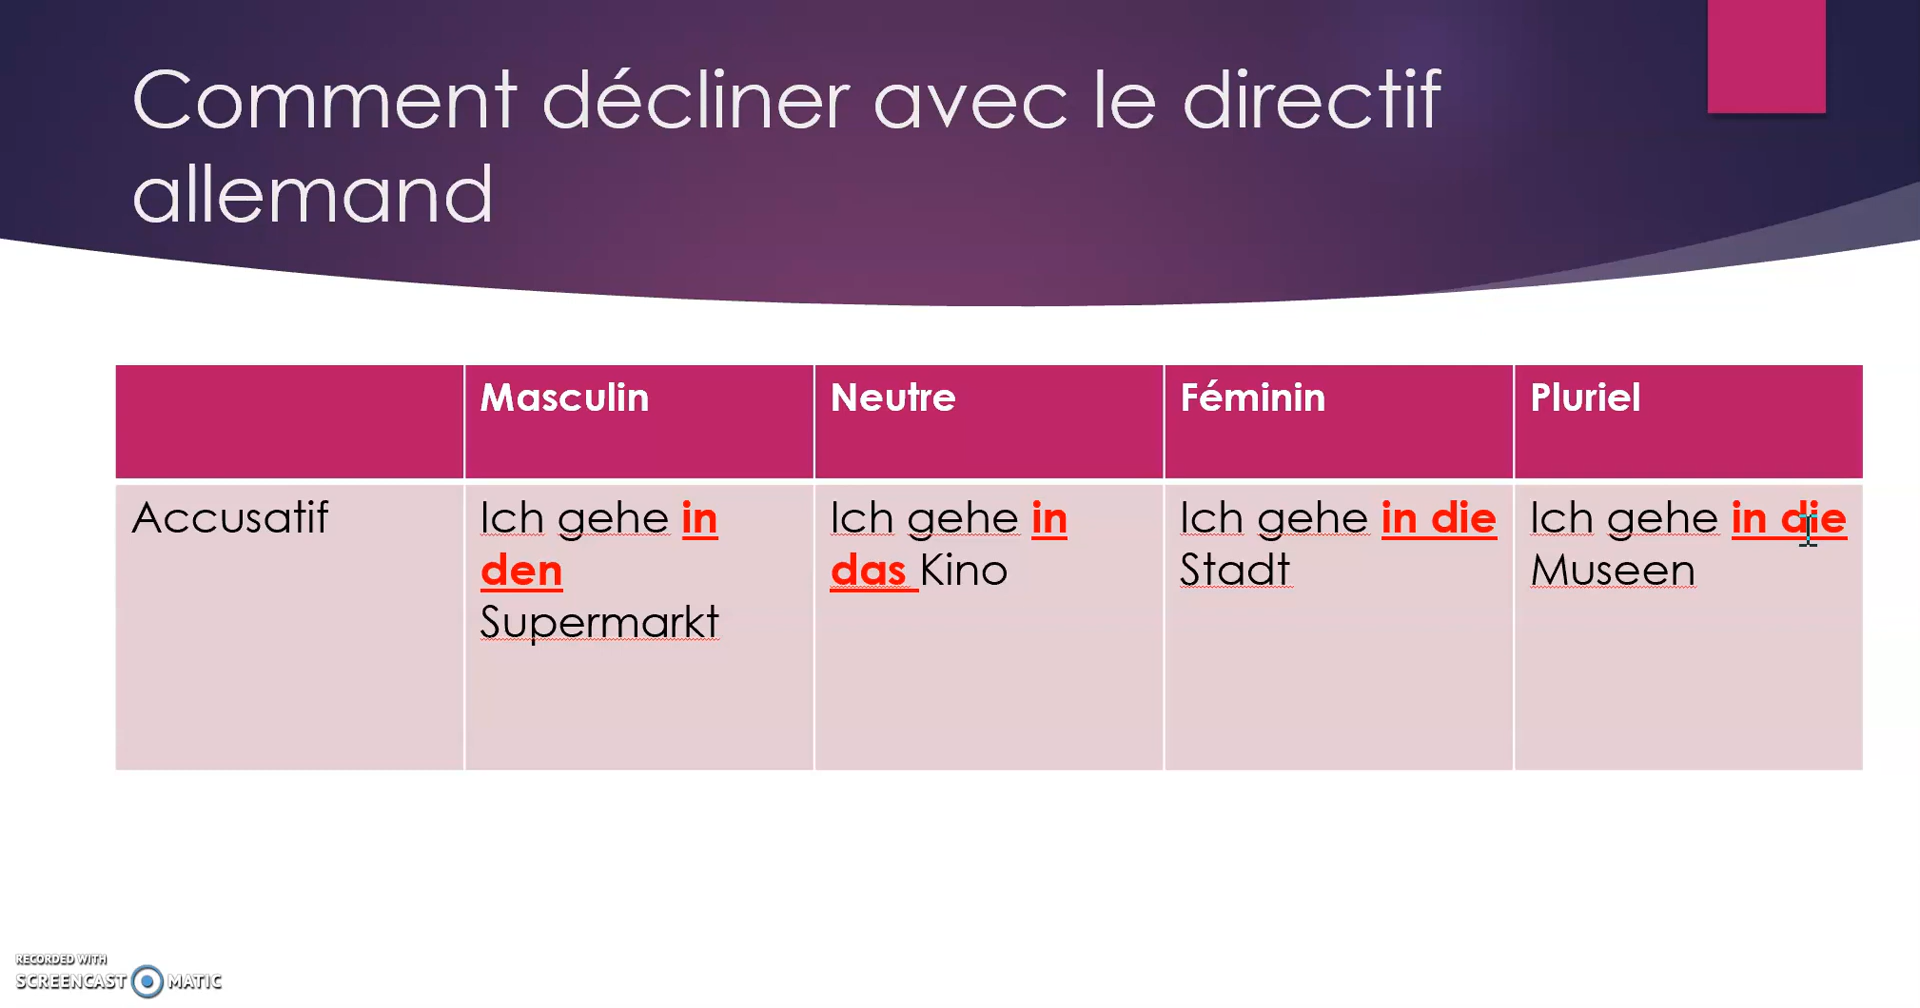 Comment décliner avec le directif
allemand
Masculin
Neutre
Féminin
Pluriel
Accusatif
Ich gehe in
den
Supermarkt
Ich gehe in
das Kino
Ich gehe in die
Stadt
Ich gehe in die
Museen
RECORDED WITH
SCREENCAST MATIC